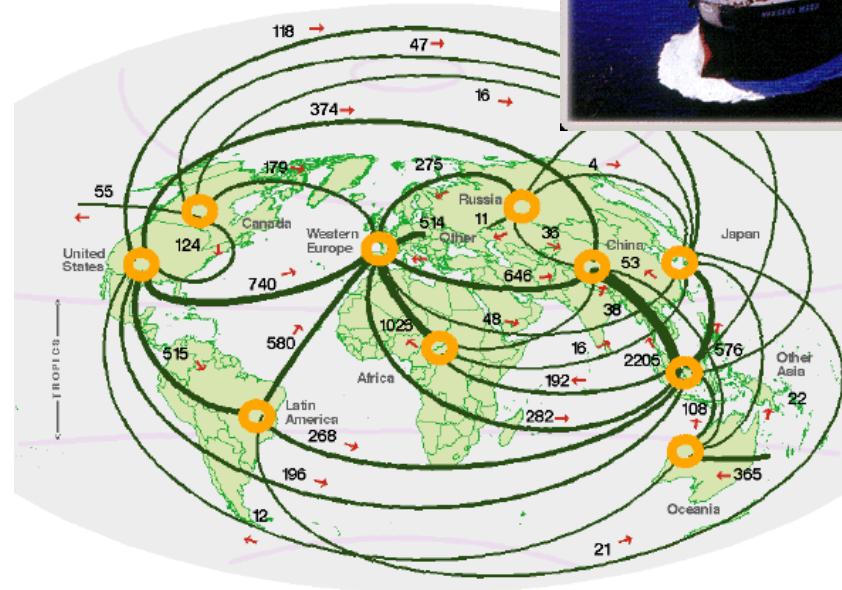 118
47
16
374
179
275
4
55
Russia
Canada
11
514
Western
Europe
Other
36
124
China
Japan
United
States
53
740
646
TROPICS
38
48
1023
580
16
576
515
2205
Other
Asia
192
Africa
22
Latin
America
282
108
268
365
196
Oceania
12
21